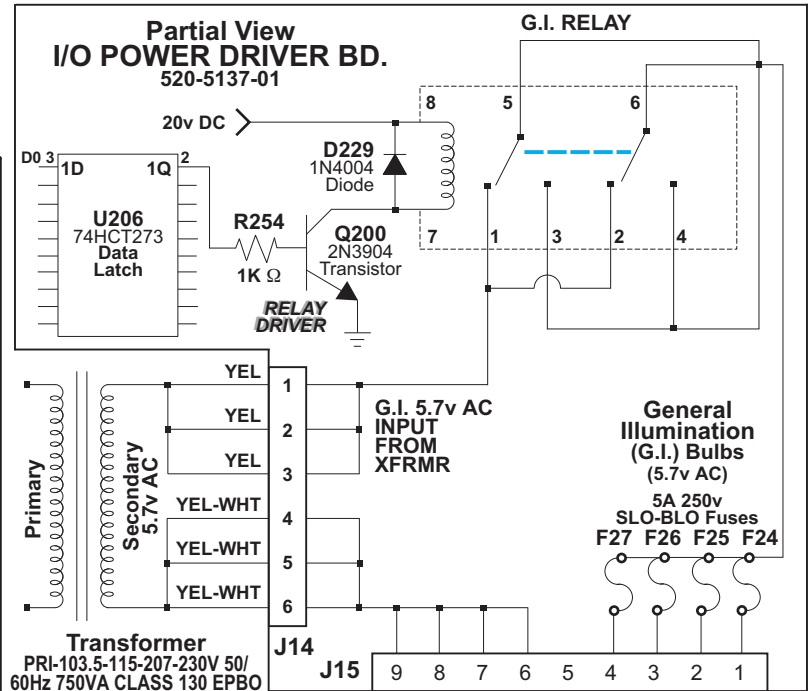 Partial View
I/O POWER DRIVER BD.
520-5137-01
G.I. RELAY
20v DC
8
5
6
D229
1N4004
Diode
D0 3
1D
1Q
2
U206
74HCT273
Data
Latch
R254
1K Ω
Q200
2N3904
Transistor
RELAY
DRIVER
7
1
3
2
4
YEL
1
YEL
2
YEL
3
YEL-WHT
4
YEL-WHT
5
YEL-WHT
6
G.I. 5.7v AC
INPUT
FROM
XFRMR
Primary
Secondary
5.7v AC
General
Illumination
(G.I.) Bulbs
(5.7v AC)
5A 250v
SLO-BLO Fuses
F27 F26 F25 F24
Transformer
PRI-103.5-115-207-230V 50/
60Hz 750VA CLASS 130 EPBO
J14
J15
9 8 7 6 5 4 3 2 1